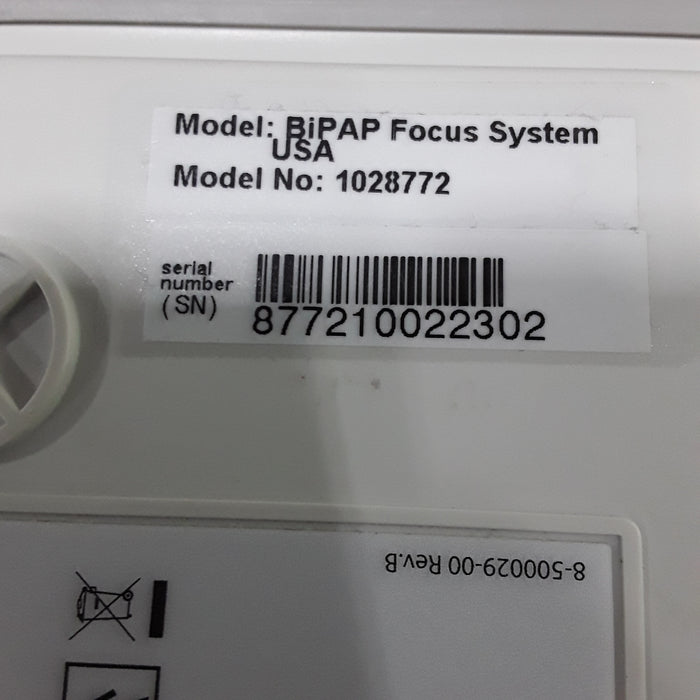 Model: BiPAP Focus System
USA
Model No: 1028772
serial
number
(SN)
877210022302
8-500029-00 Rev.B